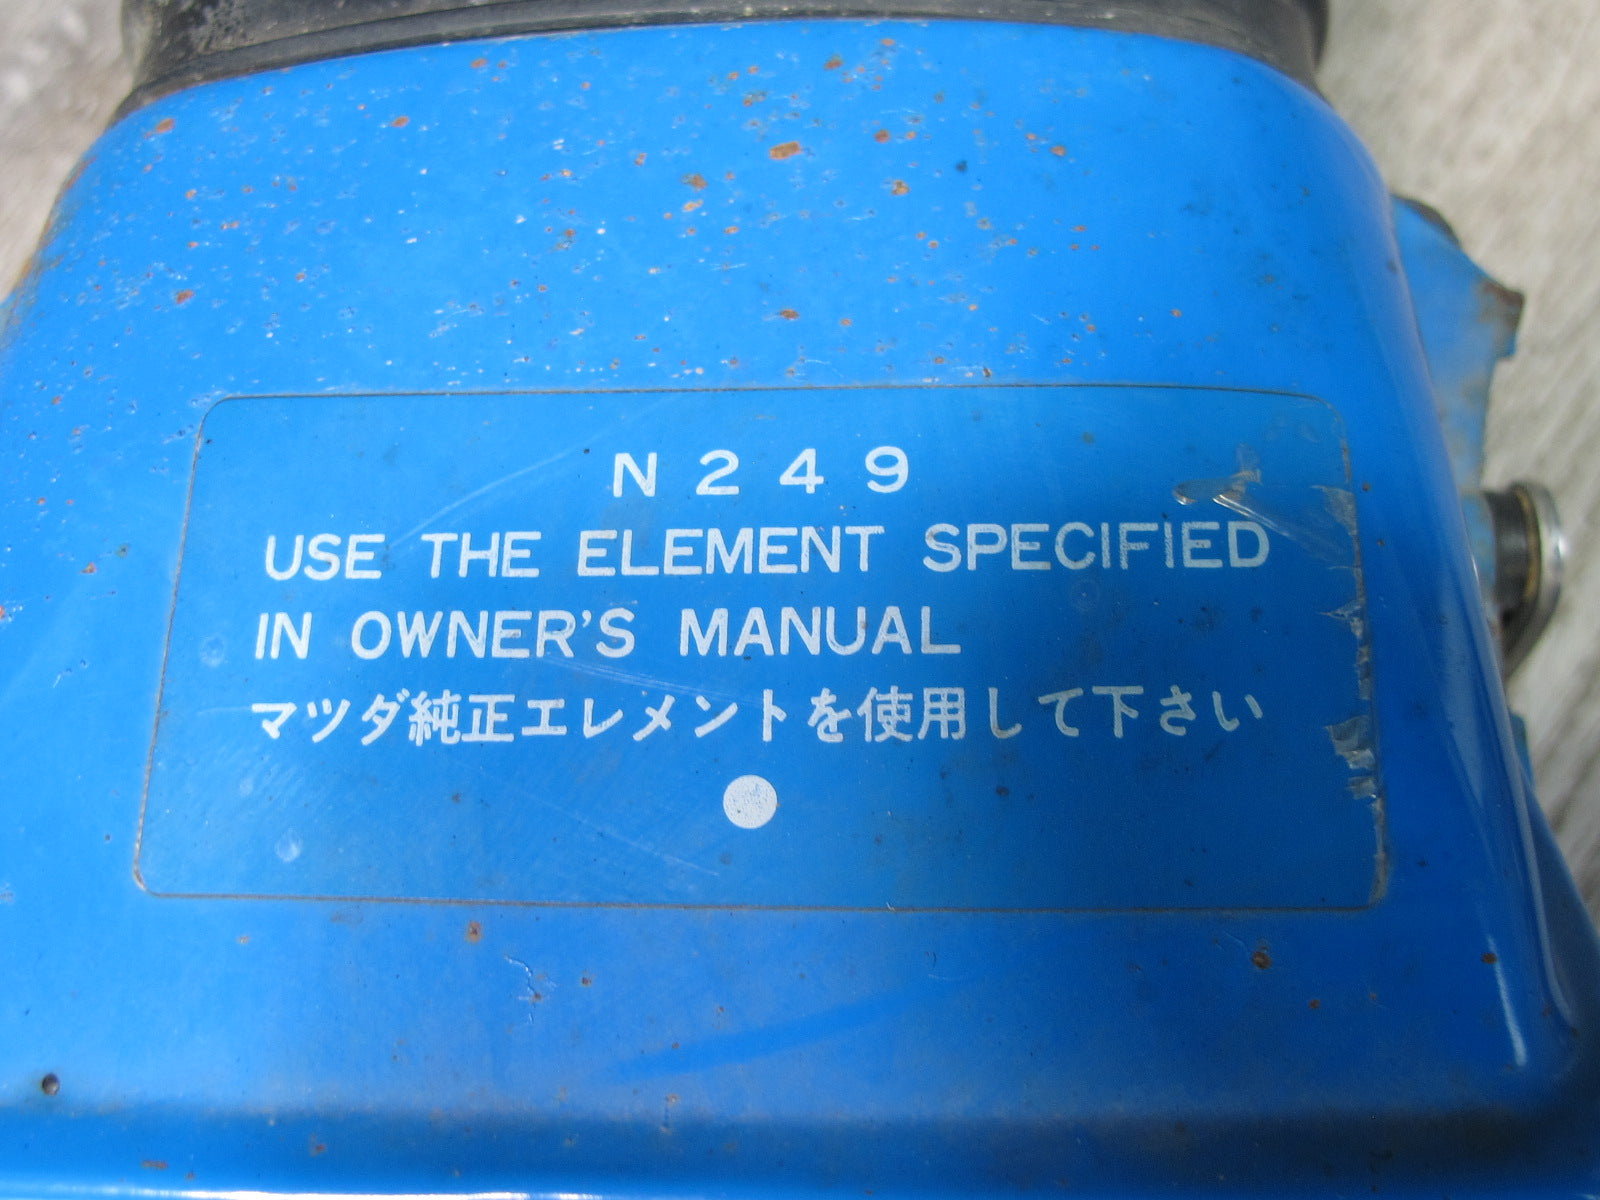 N249
USE THE ELEMENT SPECIFIED
IN OWNER'S MANUAL
マツダ純正エレメントを使用して下さい